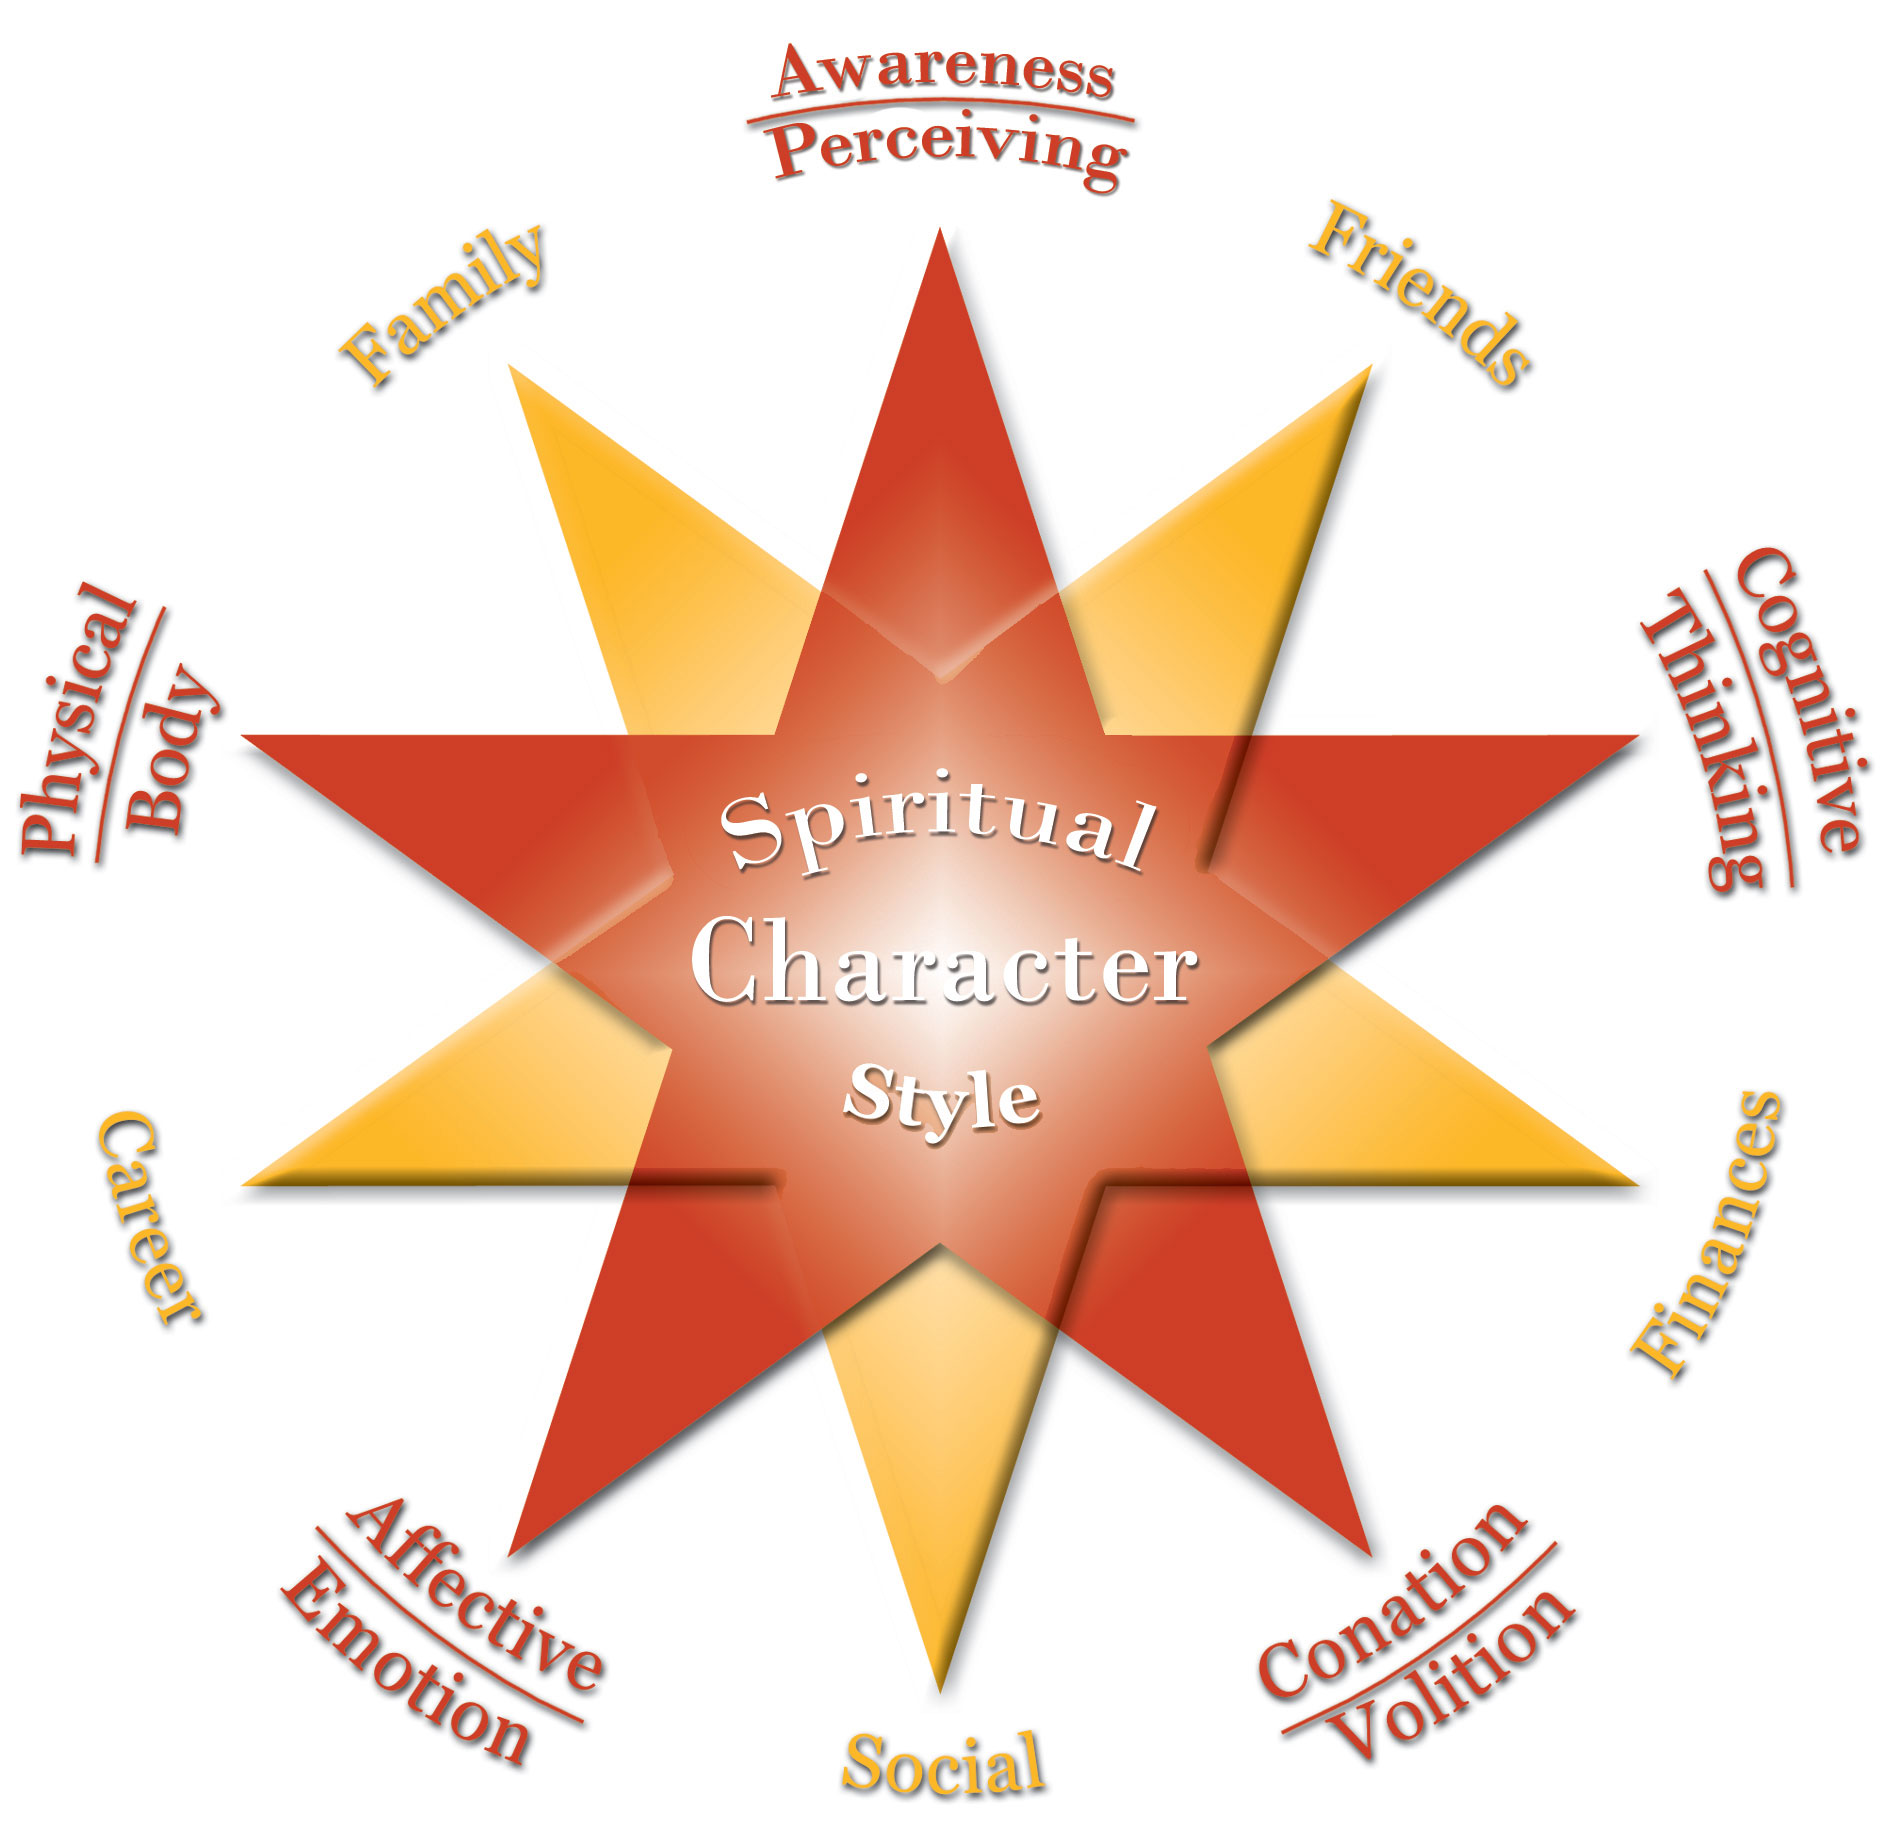 Awareness
Perceiving
Friends
Cognitive
Thinking
Finances
Conation
Volition
Social
Affective
Emotion
Career
Physical
Body
Family
Spiritual
Character
Style